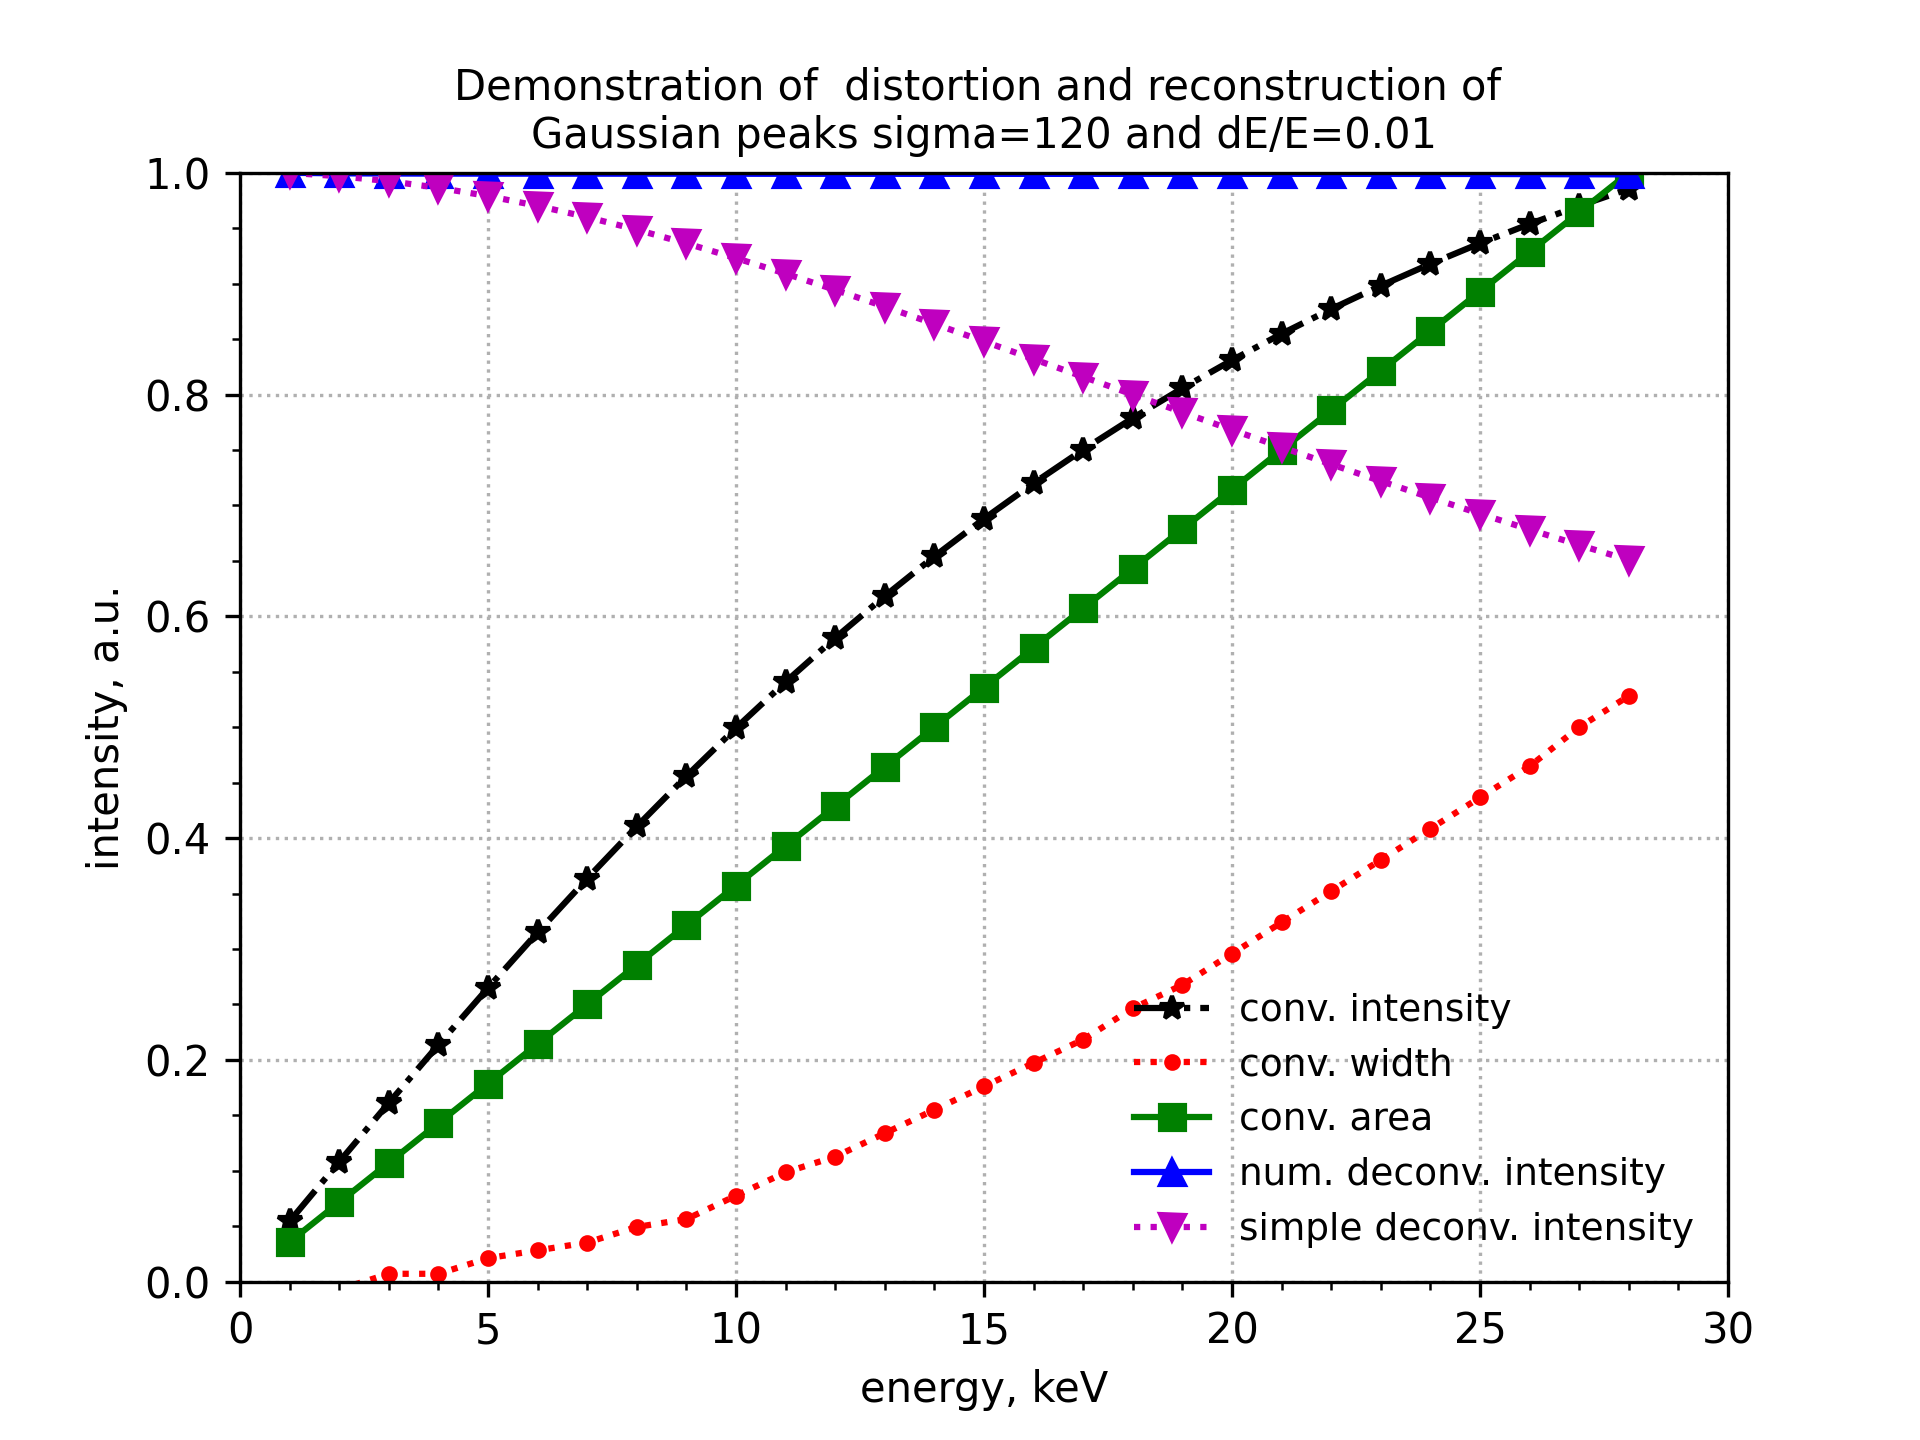 Demonstration of  distortion and reconstruction of
Gaussian peaks sigma=120 and dE/E=0.01
1.0
0.8
0.6
0.4
0.2
0.0
intensity, a.u.
conv. intensity
conv. width
conv. area
num. deconv. intensity
simple deconv. intensity
0 5 10 15 20 25 30
energy, keV